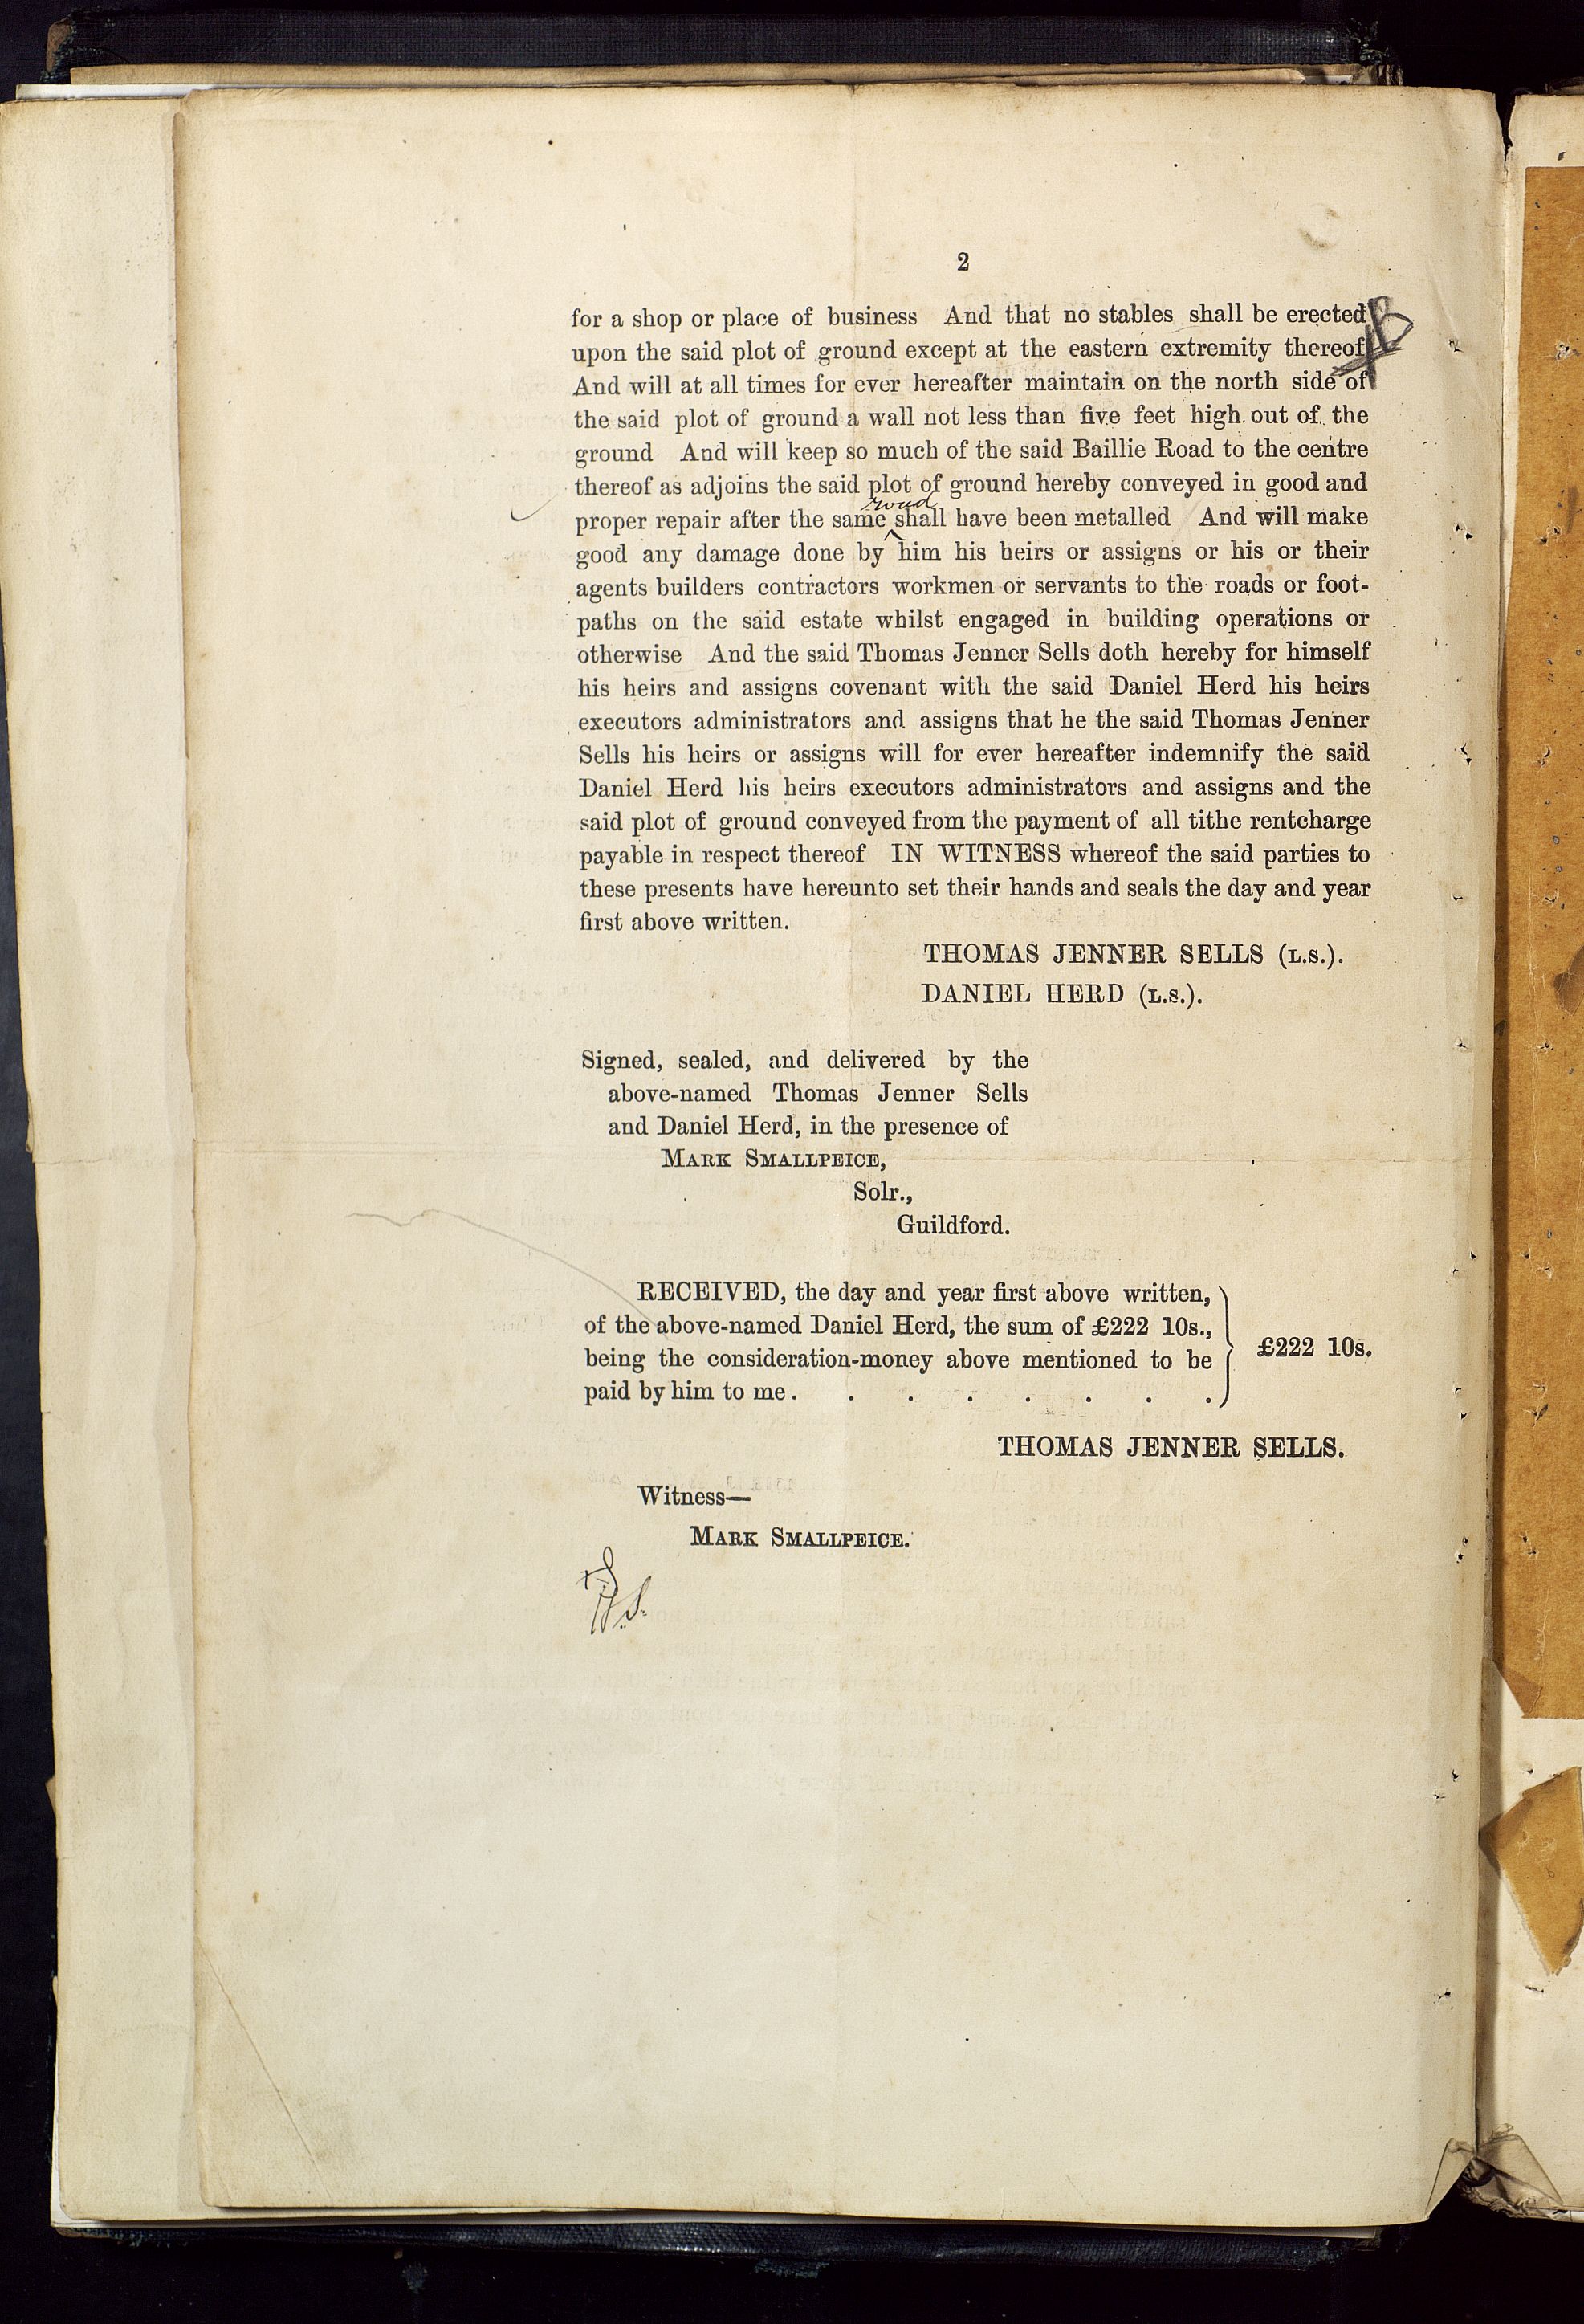 2
for a shop or place of business And that no stables shall be erected
upon the said plot of ground except at the eastern extremity thereof
And will at all times for ever hereafter maintain on the north side of
the said plot of ground a wall not less than five feet high out of the
ground And will keep so much of the said Baillie Road to the centre
thereof as adjoins the said plot of ground hereby conveyed in good and
road
proper repair after the same shall have been metalled And will make
good any damage done by him his heirs or assigns or his or their
agents builders contractors workmen or servants to the roads or foot-
paths on the said estate whilst engaged in building operations or
otherwise And the said Thomas Jenner Sells doth hereby for himself
his heirs and assigns covenant with the said Daniel Herd his heirs
executors administrators and assigns that he the said Thomas Jenner
Sells his heirs or assigns will for ever hereafter indemnify the said
Daniel Herd his heirs executors administrators and assigns and the
said plot of ground conveyed from the payment of all tithe rentcharge
payable in respect thereof IN WITNESS whereof the said parties to
these presents have hereunto set their hands and seals the day and year
first above written.
THOMAS JENNER SELLS (L.S.).
DANIEL HERD (L.S.).
Signed, sealed, and delivered by the
above-named Thomas Jenner Sells
and Daniel Herd, in the presence of
MARK SMALLPEICE,
Solr.,
Guildford.
RECEIVED, the day and year first above written,
of the above-named Daniel Herd, the sum of £222 10s.,
being the consideration-money above mentioned to be
paid by him to me . . . . . . . .
£222 10s.
THOMAS JENNER SELLS.
Witness—
MARK SMALLPEICE.